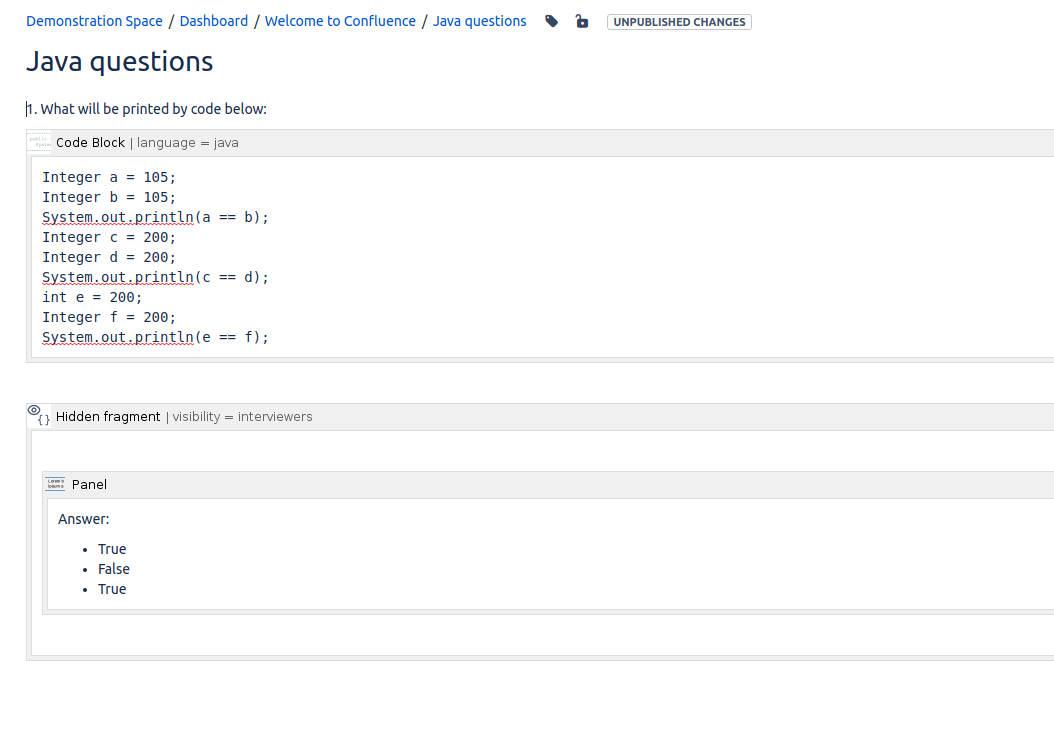 Demonstration Space / Dashboard / Welcome to Confluence / Java questions UNPUBLISHED CHANGES
Java questions
1. What will be printed by code below:
Code Block | language = java
Integer a = 105;
Integer b = 105;
System.out.println(a == b);
Integer c = 200;
Integer d = 200;
System.out.println(c == d);
int e = 200;
Integer f = 200;
System.out.println(e == f);
{} Hidden fragment | visibility = interviewers
Panel
Answer:
• True
• False
• True